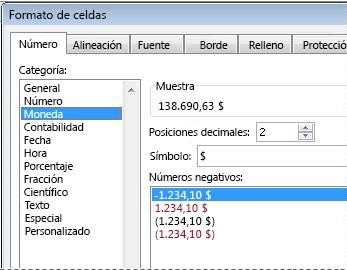 Formato de celdas
Número Alineación Fuente Borde Relleno Protecció
Categoría:
General
Número
Moneda
Contabilidad
Fecha
Hora
Porcentaje
Fracción
Científico
Texto
Especial
Personalizado
Muestra
138.690,63 $
Posiciones decimales: 2
Símbolo: $
Números negativos:
-1.234,10 $
1.234,10 $
(1.234,10 $)
(1.234,10 $)